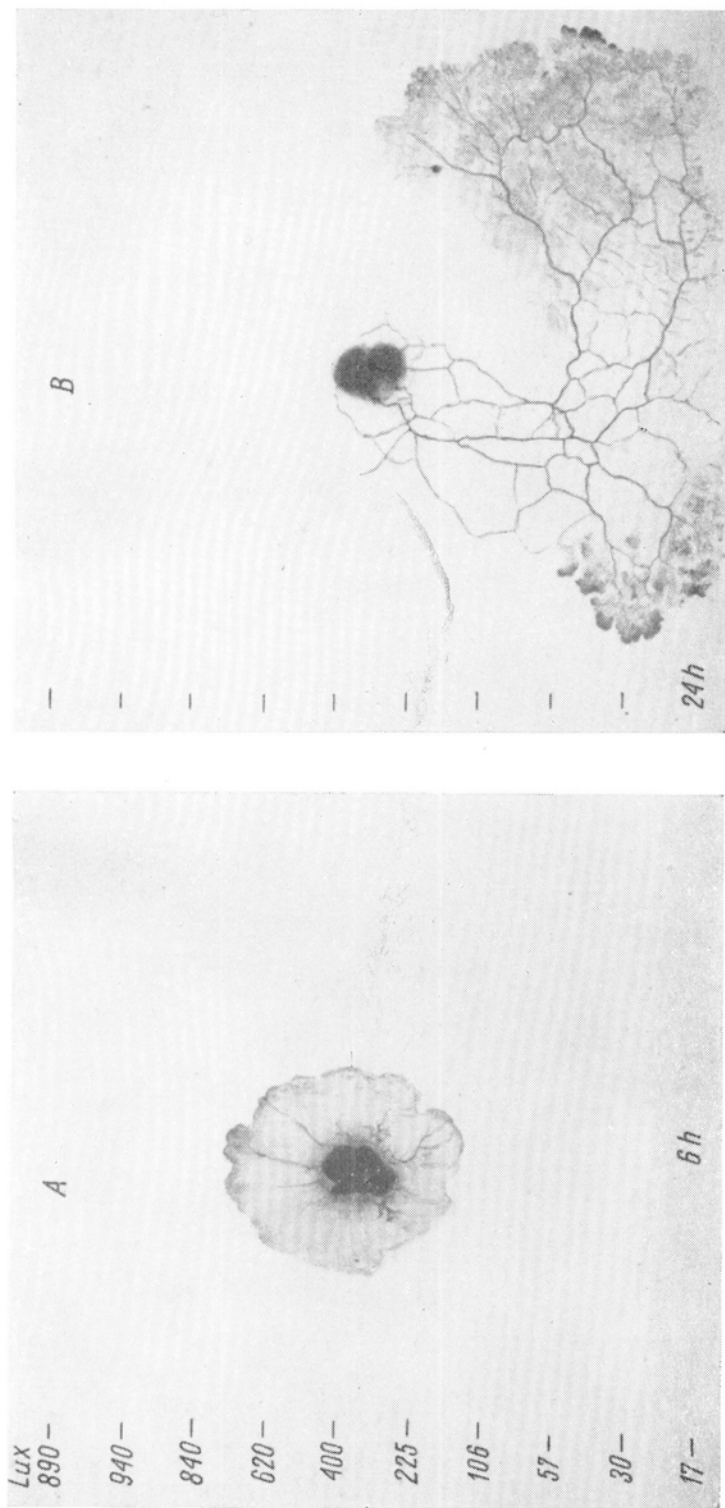 Lux
890 –
940 –
840 –
620 –
400 –
225 –
106 –
57 –
30 –
17 –
A
6h
B
24h